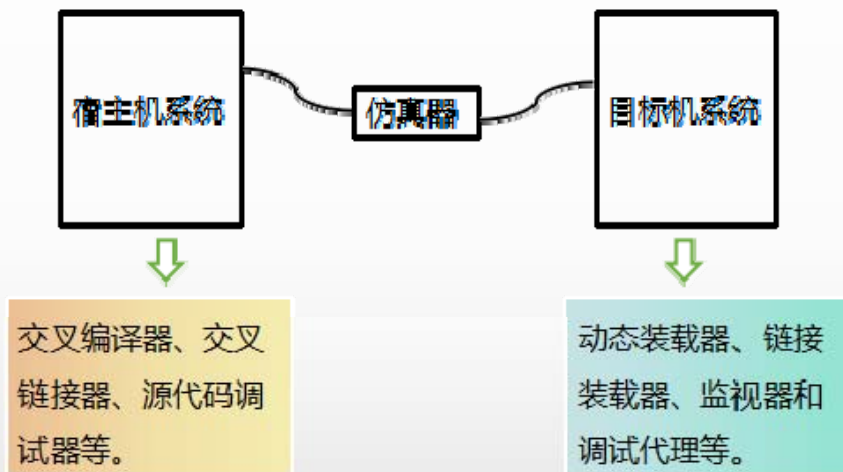 宿主机系统
仿真器
目标机系统
交叉编译器、交叉
链接器、源代码调
试器等。
动态装载器、链接
装载器、监视器和
调试代理等。